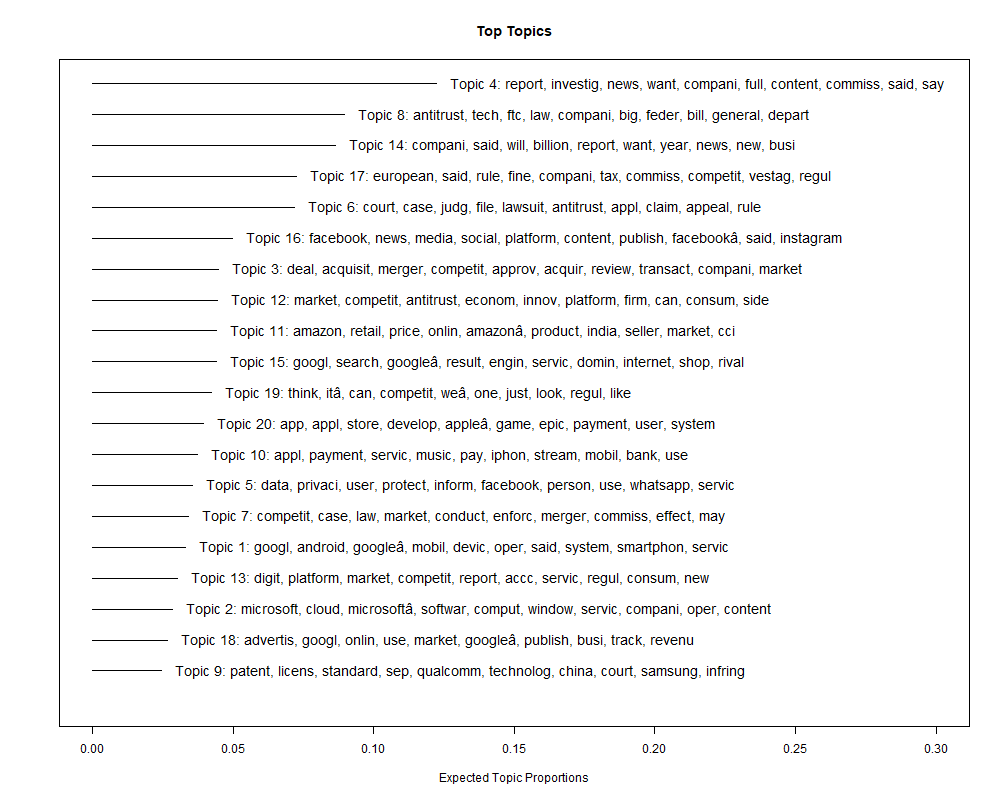 Top Topics
Topic 4: report, investig, news, want, compani, full, content, commiss, said, say
Topic 8: antitrust, tech, ftc, law, compani, big, feder, bill, general, depart
Topic 14: compani, said, will, billion, report, want, year, news, new, busi
Topic 17: european, said, rule, fine, compani, tax, commiss, competit, vestag, regul
Topic 6: court, case, judg, file, lawsuit, antitrust, appl, claim, appeal, rule
Topic 16: facebook, news, media, social, platform, content, publish, facebookâ, said, instagram
Topic 3: deal, acquisit, merger, competit, approv, acquir, review, transact, compani, market
Topic 12: market, competit, antitrust, econom, innov, platform, firm, can, consum, side
Topic 11: amazon, retail, price, onlin, amazonâ, product, india, seller, market, cci
Topic 15: googl, search, googleâ, result, engin, servic, domin, internet, shop, rival
Topic 19: think, itâ, can, competit, weâ, one, just, look, regul, like
Topic 20: app, appl, store, develop, appleâ, game, epic, payment, user, system
Topic 10: appl, payment, servic, music, pay, iphon, stream, mobil, bank, use
Topic 5: data, privaci, user, protect, inform, facebook, person, use, whatsapp, servic
Topic 7: competit, case, law, market, conduct, enforc, merger, commiss, effect, may
Topic 1: googl, android, googleâ, mobil, devic, oper, said, system, smartphon, servic
Topic 13: digit, platform, market, competit, report, accc, servic, regul, consum, new
Topic 2: microsoft, cloud, microsoftâ, softwar, comput, window, servic, compani, oper, content
Topic 18: advertis, googl, onlin, use, market, googleâ, publish, busi, track, revenu
Topic 9: patent, licens, standard, sep, qualcomm, technolog, china, court, samsung, infring
0.00 0.05 0.10 0.15 0.20 0.25 0.30
Expected Topic Proportions